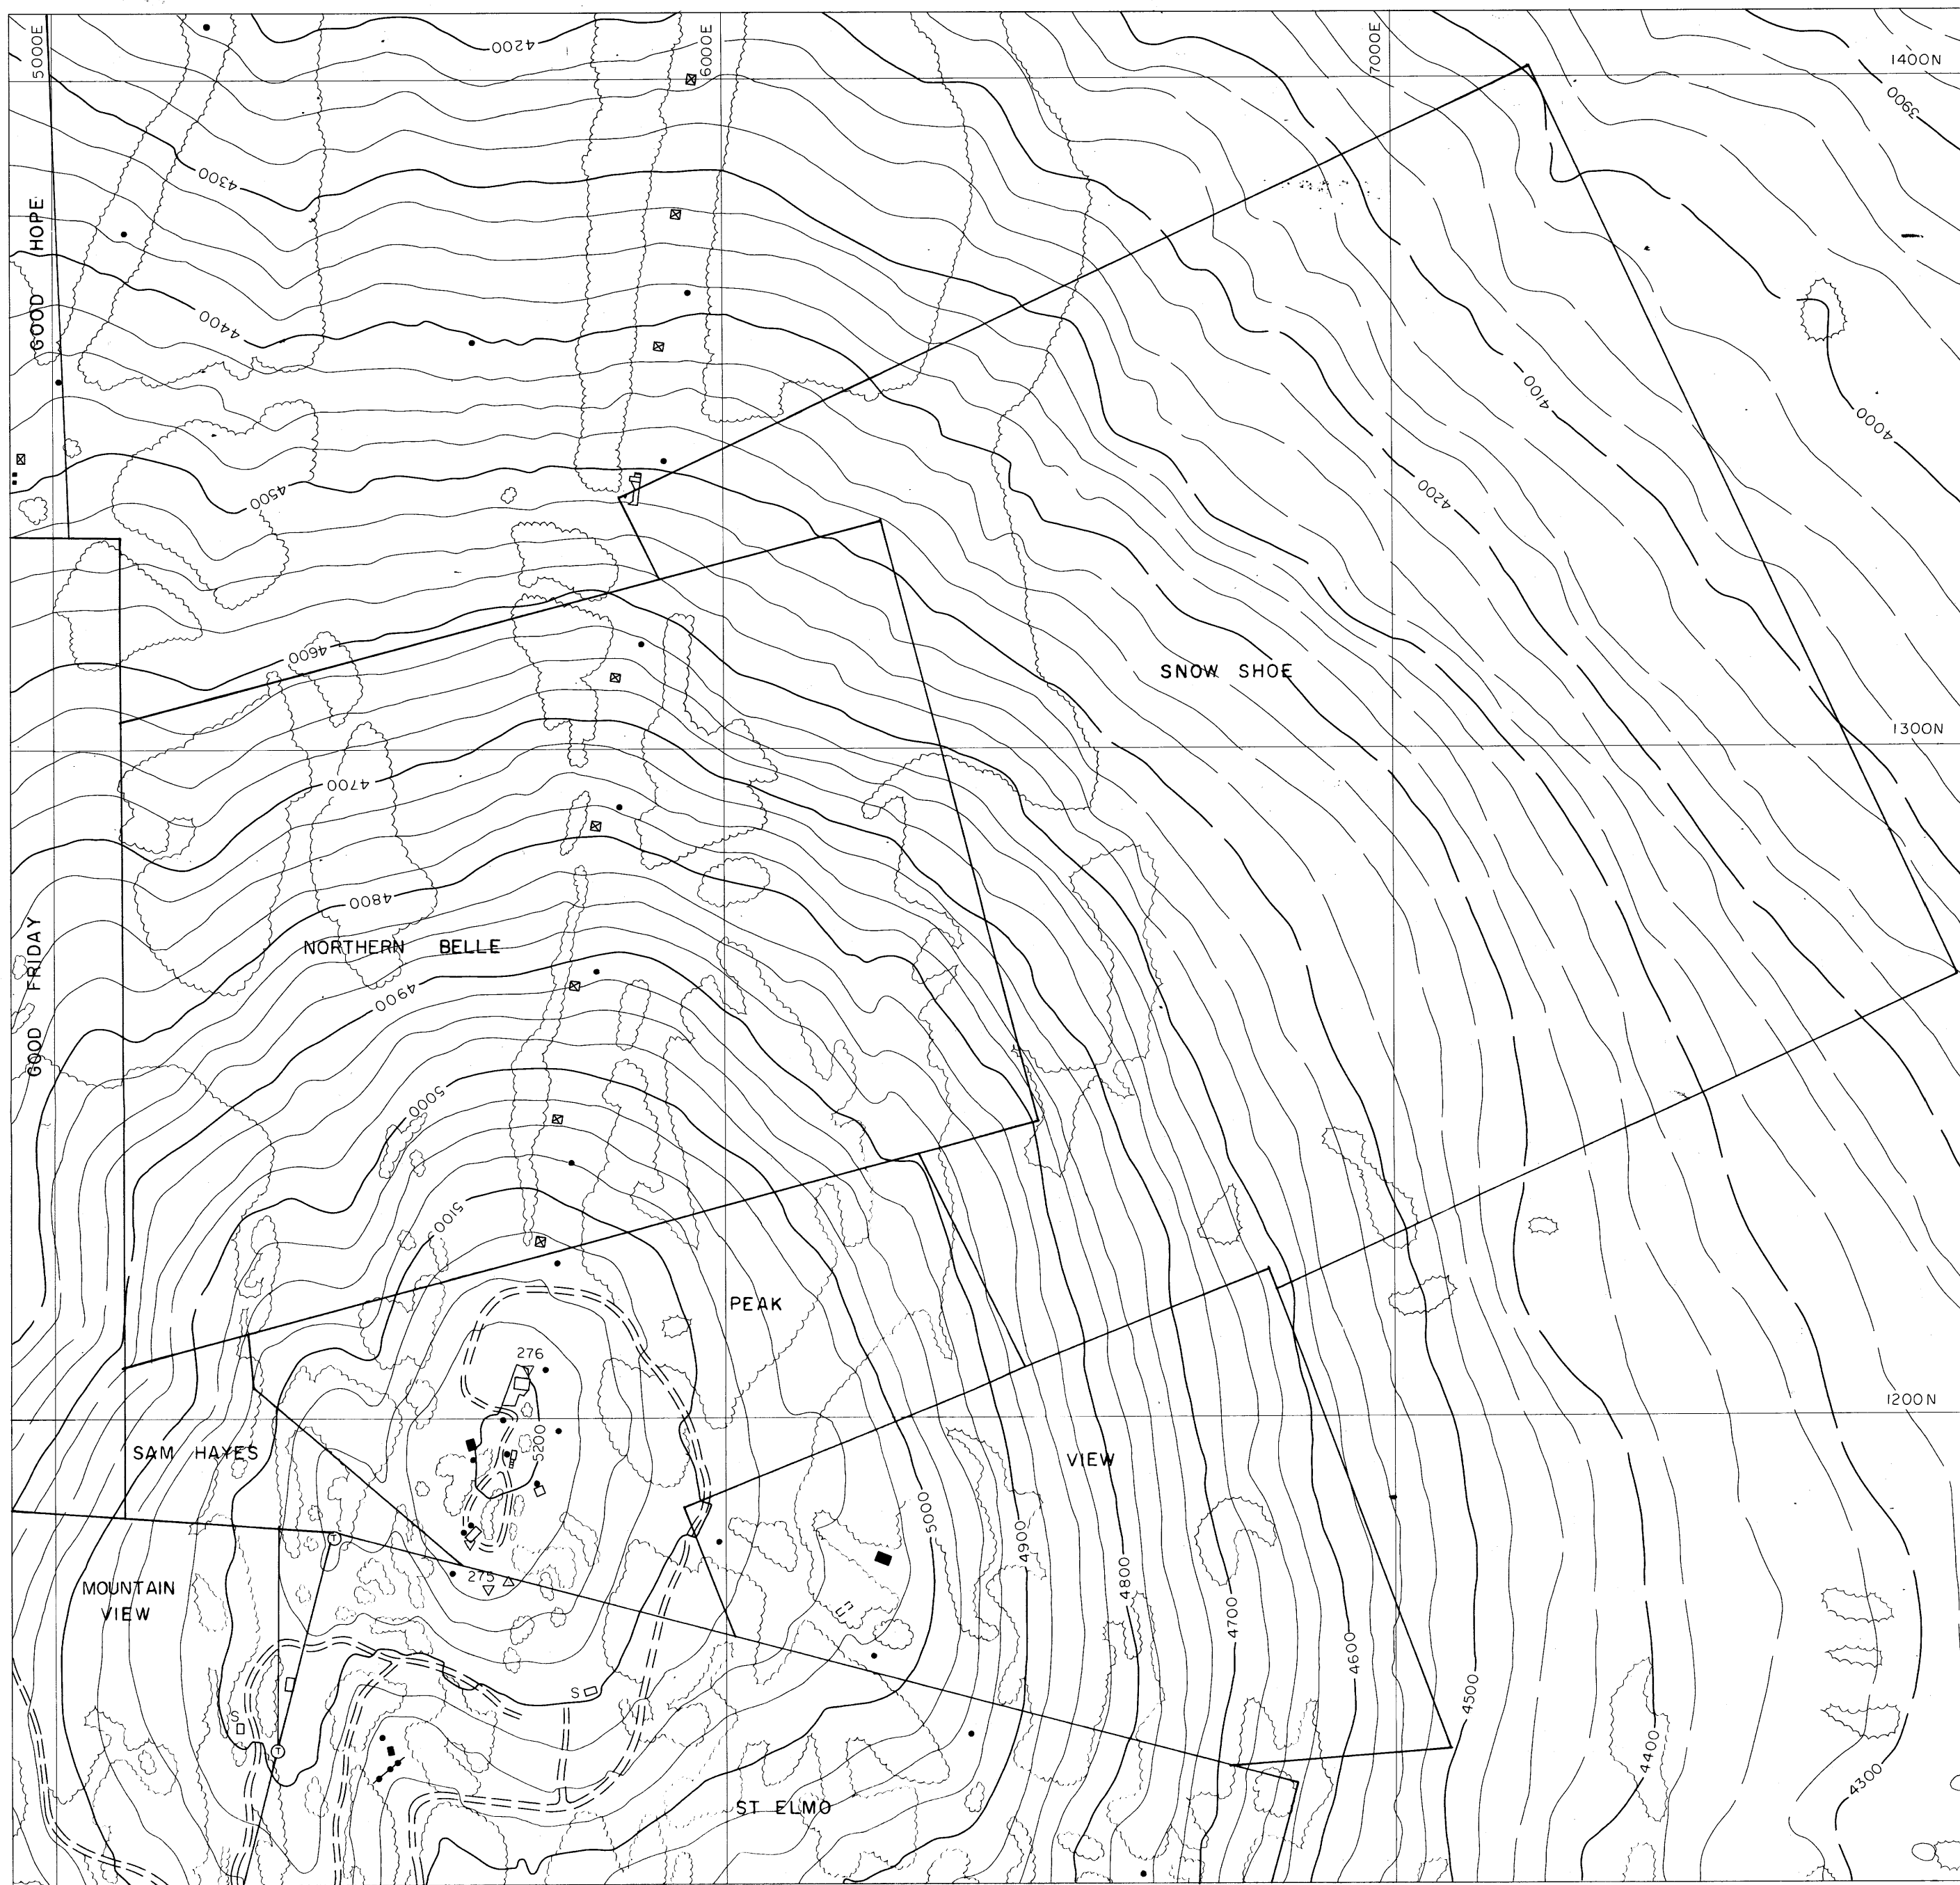 5000E
6000E
7000E
4200
1400N
3900
4300
GOOD HOPE
4400
4100
4000
4500
4200
4600
SNOW SHOE
1300N
4700
4800
NORTHERN BELLE
GOOD FRIDAY
4900
5000
5100
PEAK
276
1200N
5200
SAM HAYES
VIEW
5000
4900
4800
4700
4600
4500
4400
4300
275
MOUNTAIN
VIEW
S
S
T
T
ST ELMO